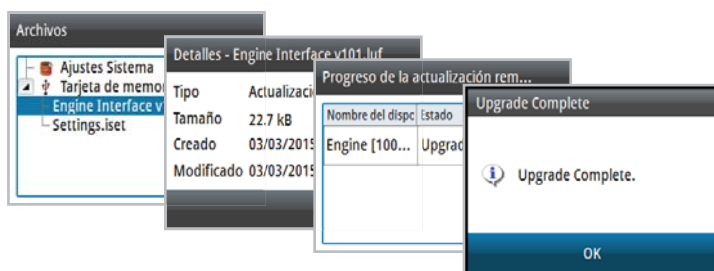 Archivos
Ajustes Sistema
Tarjeta de memor
Engine Interface v
Settings.iset
Detalles - Engine Interface v101.luf
Tipo Actualizaci
Tamaño 22.7 kB
Creado 03/03/2015
Modificado 03/03/2015
Progreso de la actualización rem...
Nombre del dispo Estado
Engine [100... Upgrad
Upgrade Complete
Upgrade Complete.
OK